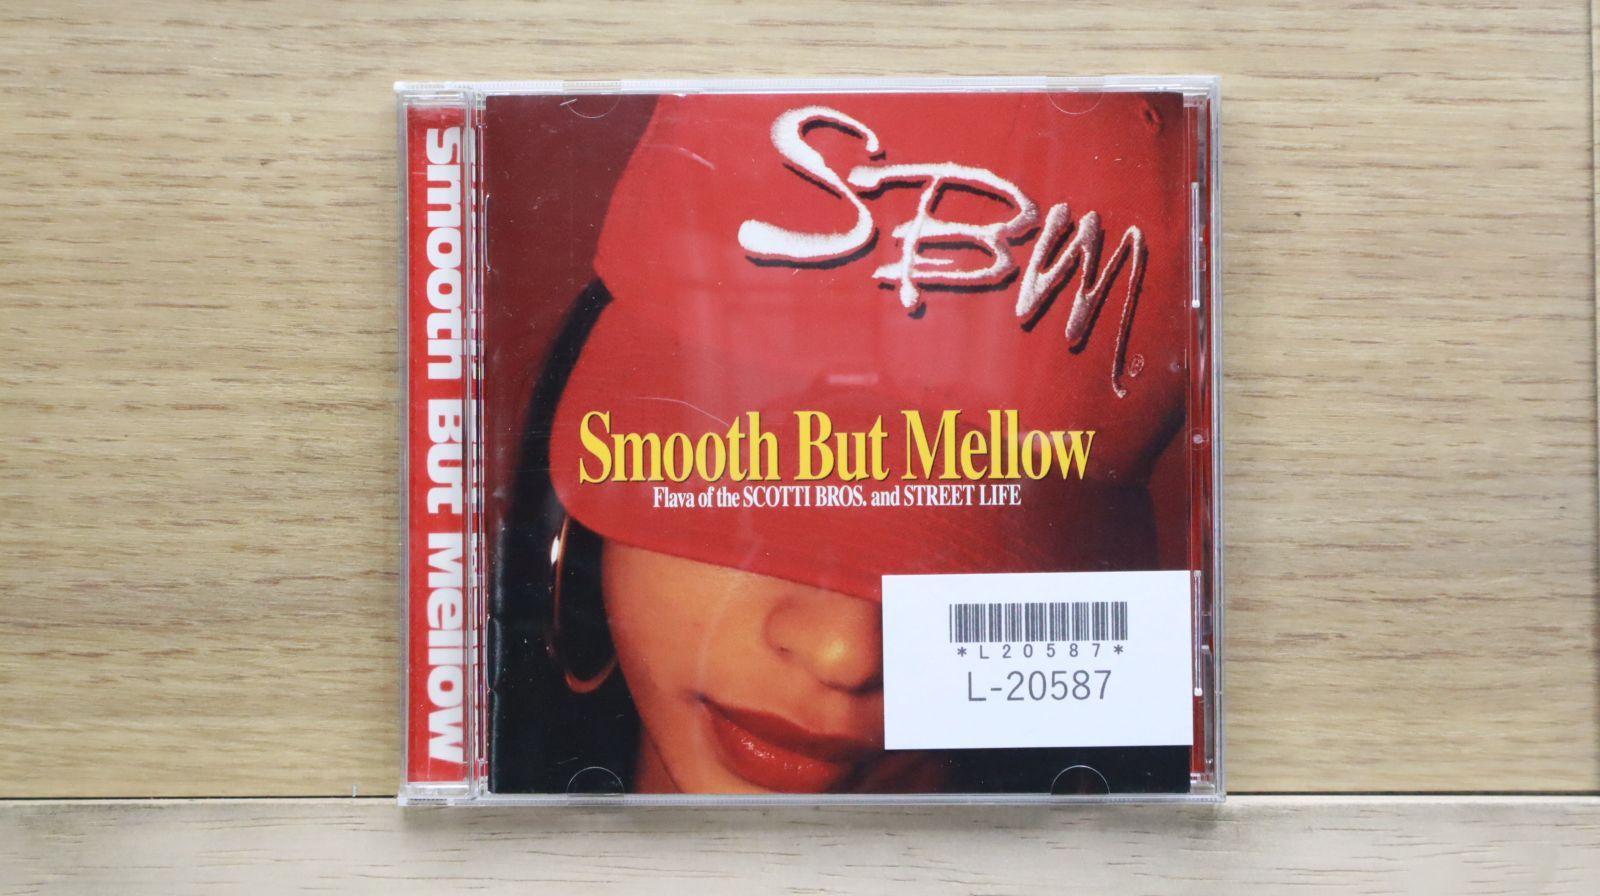 Smooth But Mellow
SBM®
Smooth But Mellow
Flava of the SCOTTI BROS. and STREET LIFE
*L20587*
L-20587